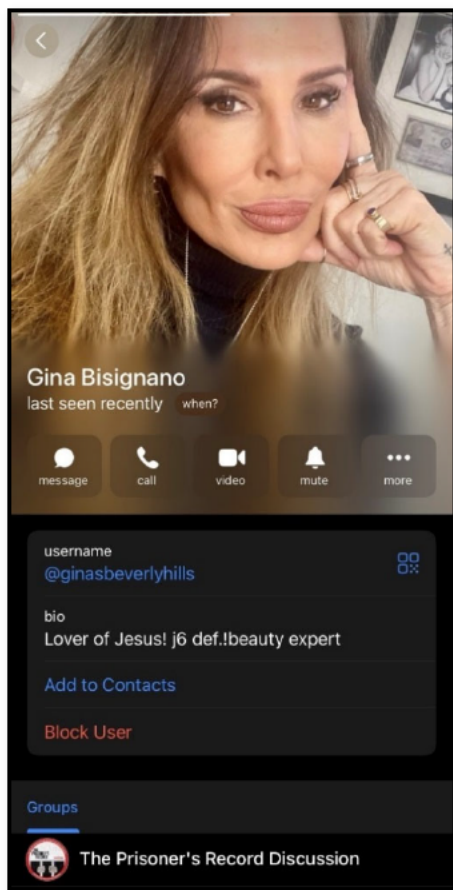 Gina Bisignano
last seen recently when?
message call video mute more
username
@ginasbeverlyhills
bio
Lover of Jesus! j6 def.!beauty expert
Add to Contacts
Block User
Groups
The Prisoner's Record Discussion